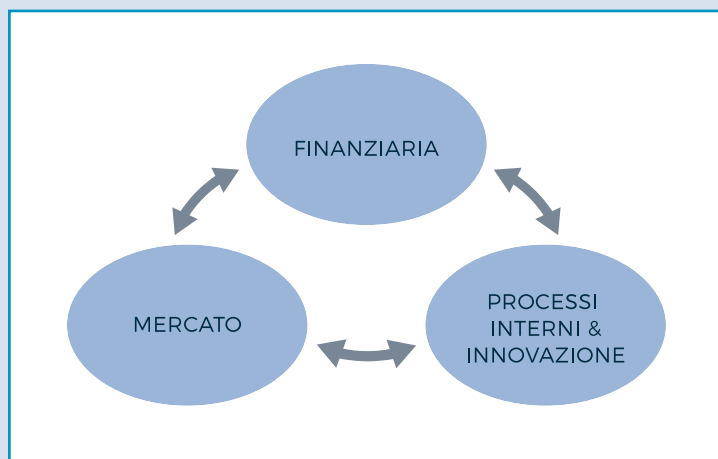 FINANZIARIA
MERCATO
PROCESSI
INTERNI &
INNOVAZIONE